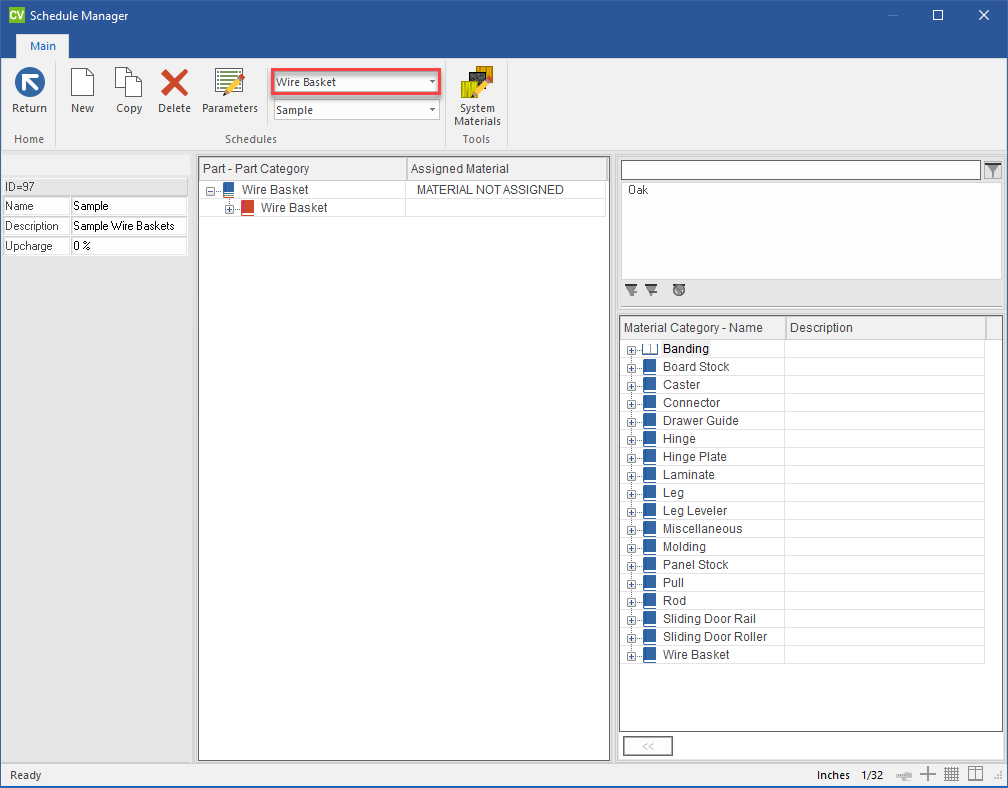 CV Schedule Manager
Main
Return
New
Copy
Delete
Parameters
Wire Basket
Sample
System
Materials
Home
Schedules
Tools
ID=97
Name Sample
Description Sample Wire Baskets
Upcharge 0 %
Part - Part Category Assigned Material
Wire Basket MATERIAL NOT ASSIGNED
Wire Basket
Oak
Material Category - Name Description
Banding
Board Stock
Caster
Connector
Drawer Guide
Hinge
Hinge Plate
Laminate
Leg
Leg Leveler
Miscellaneous
Molding
Panel Stock
Pull
Rod
Sliding Door Rail
Sliding Door Roller
Wire Basket
<<
Ready
Inches 1/32